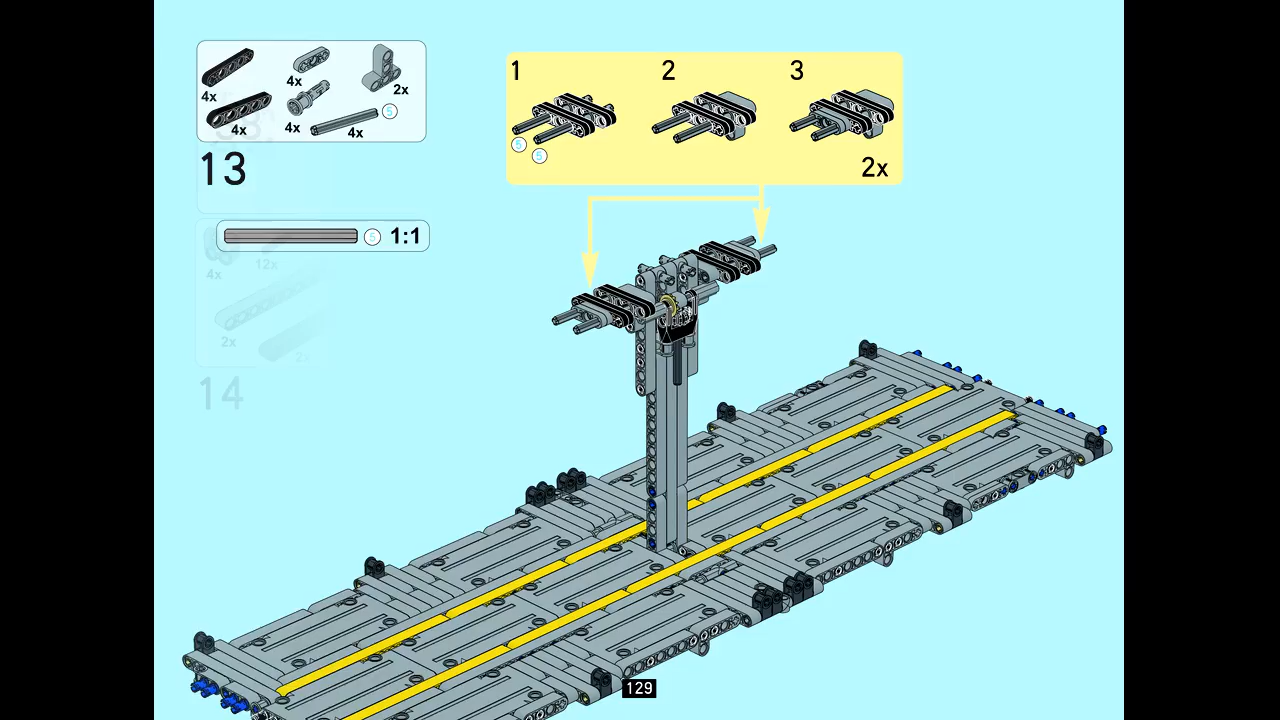 1 2 3
4x 4x 2x
4x 4x 4x 5
5 5
2x
13
5 1:1
4x 12x
2x 2x
14
129